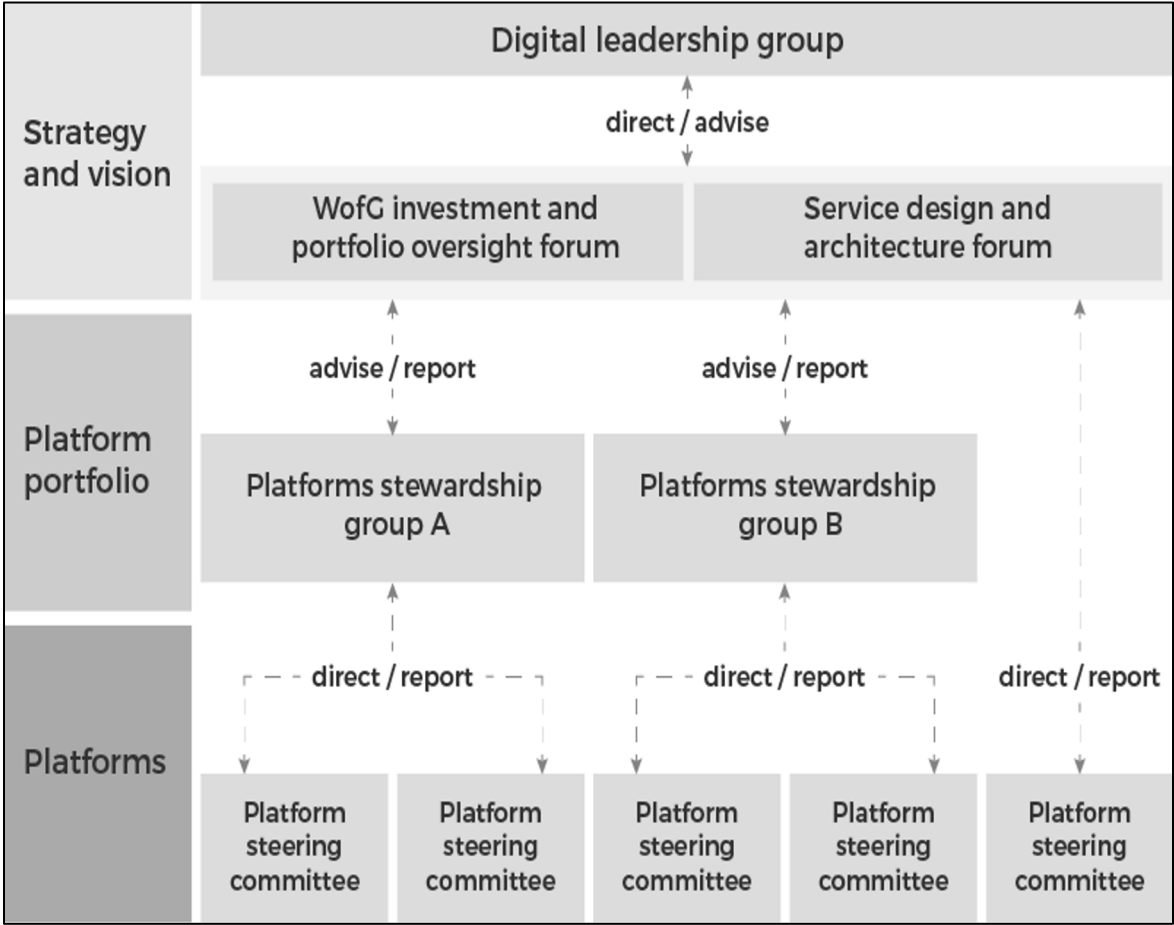 Digital leadership group
direct / advise
Strategy
and vision
WofG investment and
portfolio oversight forum
Service design and
architecture forum
advise / report
advise / report
Platform
portfolio
Platforms stewardship
group A
Platforms stewardship
group B
direct / report
direct / report
direct / report
Platforms
Platform
steering
committee
Platform
steering
committee
Platform
steering
committee
Platform
steering
committee
Platform
steering
committee